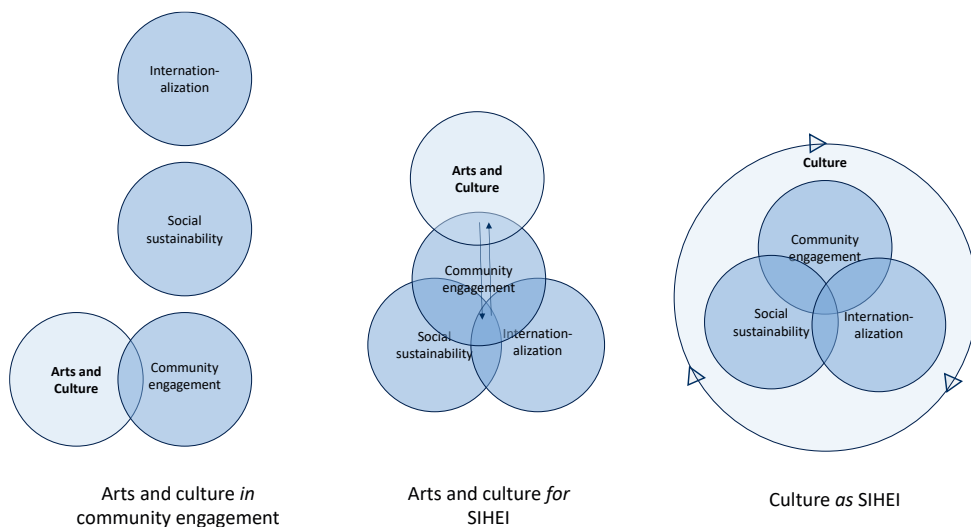 Internation-
alization
Social
sustainability
Arts and
Culture
Community
engagement
Arts and culture in
community engagement
Arts and
Culture
Community
engagement
Social
sustainability
Internation-
alization
Arts and culture for
SIHEI
Culture
Community
engagement
Social
sustainability
Internation-
alization
Culture as SIHEI